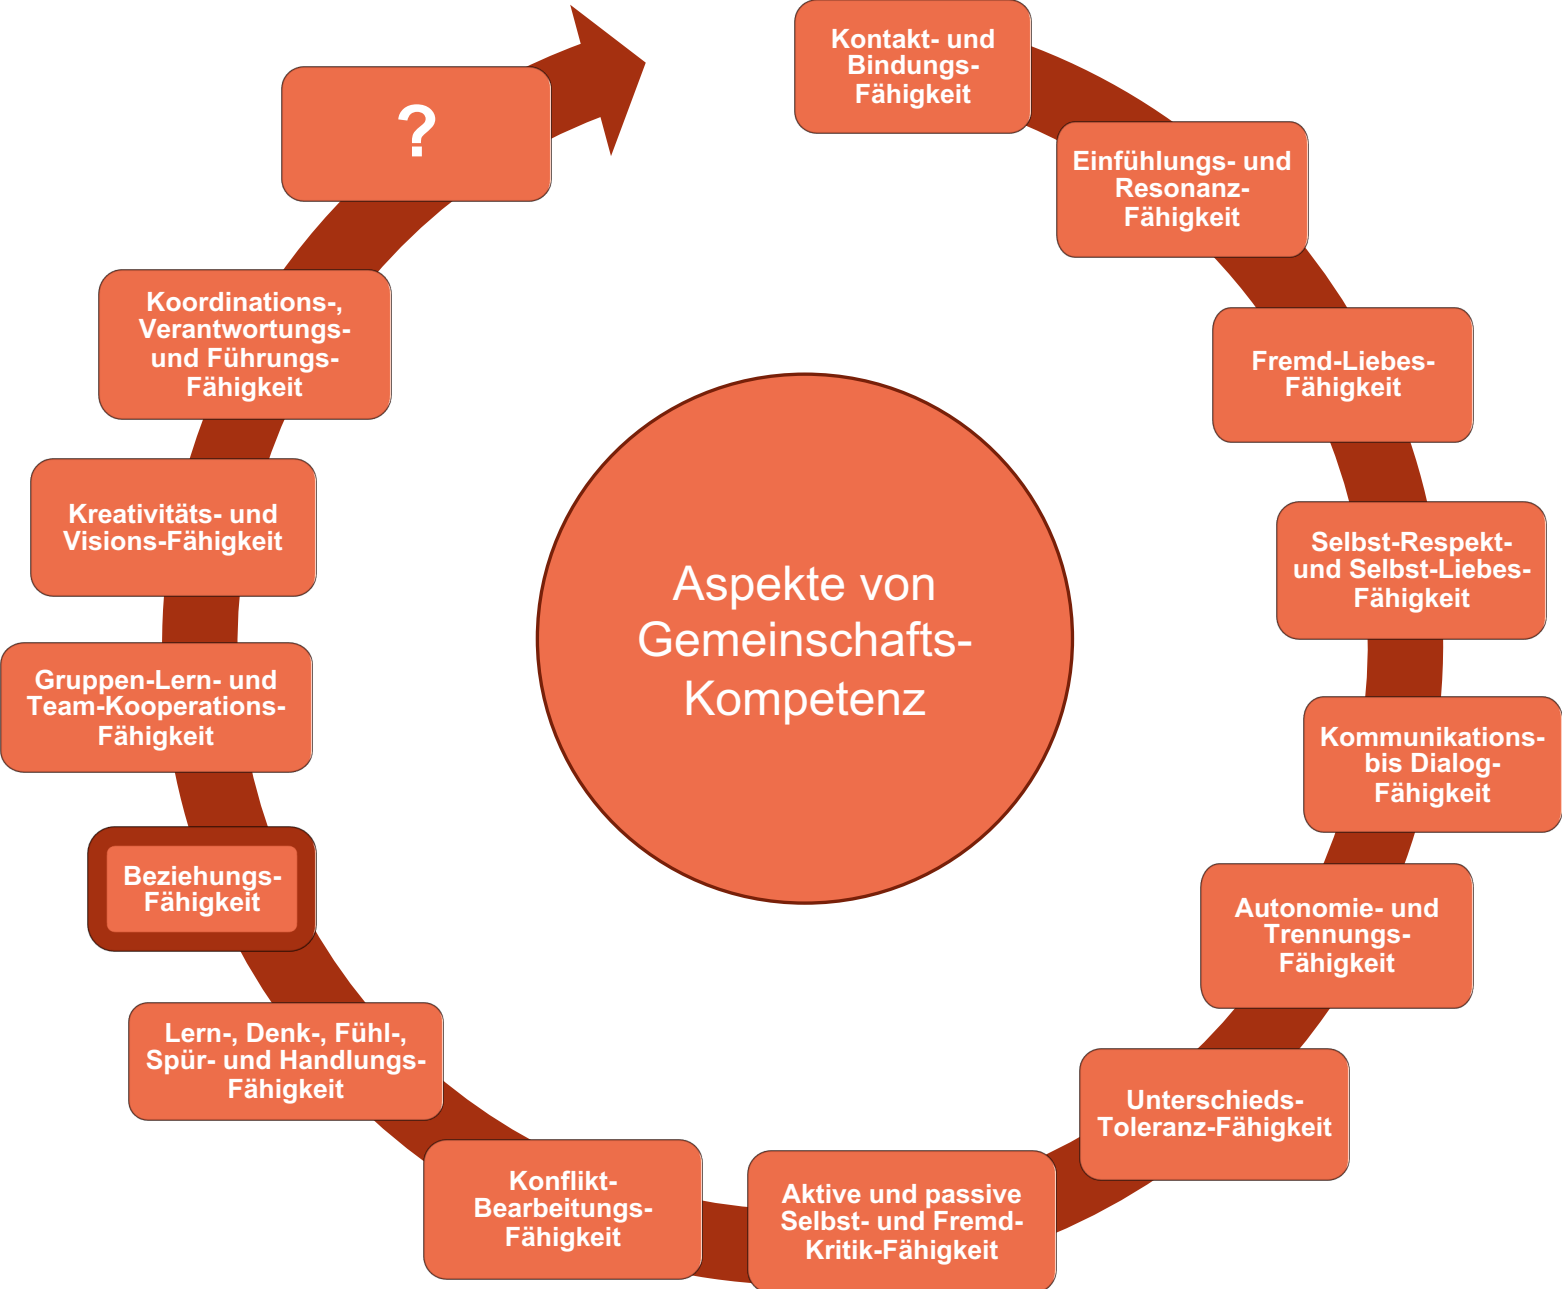 Kontakt- und
Bindungs-
Fähigkeit
Einfühlungs- und
Resonanz-
Fähigkeit
Fremd-Liebes-
Fähigkeit
Selbst-Respekt-
und Selbst-Liebes-
Fähigkeit
Kommunikations-
bis Dialog-
Fähigkeit
Autonomie- und
Trennungs-
Fähigkeit
Unterschieds-
Toleranz-Fähigkeit
Aktive und passive
Selbst- und Fremd-
Kritik-Fähigkeit
Konflikt-
Bearbeitungs-
Fähigkeit
Lern-, Denk-, Fühl-,
Spür- und Handlungs-
Fähigkeit
Beziehungs-
Fähigkeit
Gruppen-Lern- und
Team-Kooperations-
Fähigkeit
Kreativitäts- und
Visions-Fähigkeit
Koordinations-,
Verantwortungs-
und Führungs-
Fähigkeit
?
Aspekte von
Gemeinschafts-
Kompetenz